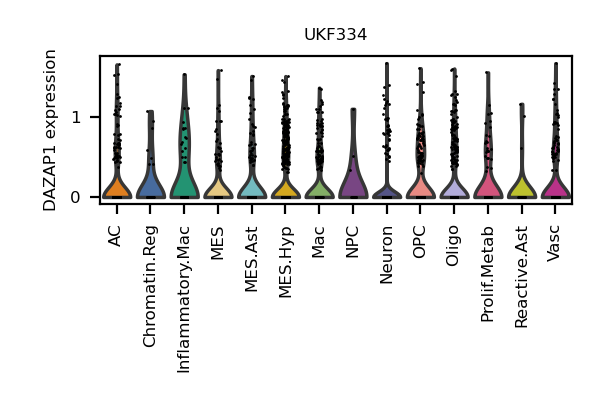 UKF334
DAZAP1 expression
1
0
AC
Chromatin.Reg
Inflammatory.Mac
MES
MES.Ast
MES.Hyp
Mac
NPC
Neuron
OPC
Oligo
Prolif.Metab
Reactive.Ast
Vasc